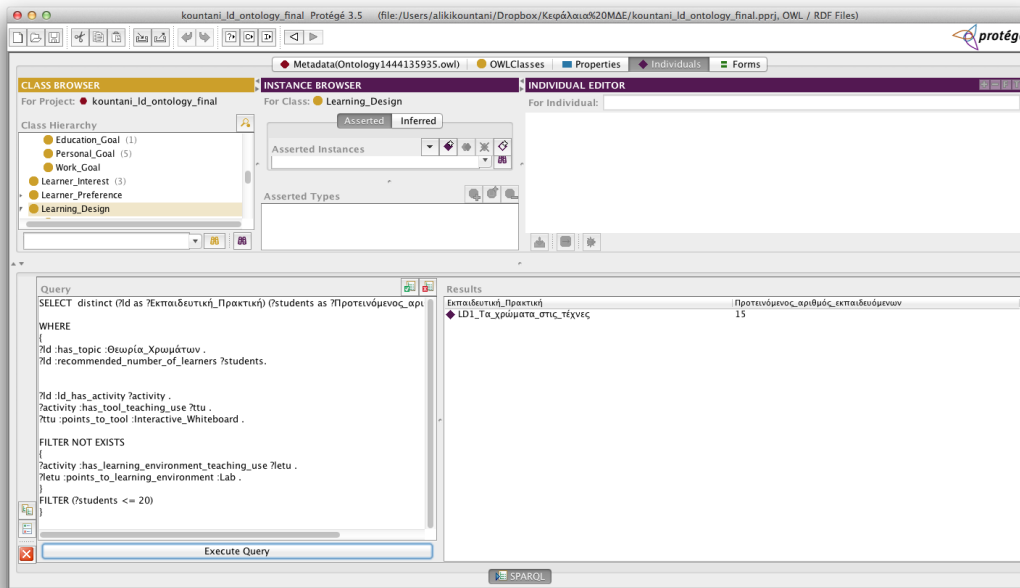 kountani_ld_ontology_final Protégé 3.5 (file:/Users/alikikountani/Dropbox/Κεφάλαια%20ΜΔΕ/kountani_ld_ontology_final.pprj, OWL / RDF Files)
protégé
Metadata(Ontology1444135935.owl) OWLClasses Properties Individuals Forms
CLASS BROWSER
For Project: kountani_ld_ontology_final
Class Hierarchy
Education_Goal (1)
Personal_Goal (5)
Work_Goal
Learner_Interest (3)
Learner_Preference
Learning_Design
INSTANCE BROWSER
For Class: Learning_Design
Asserted Inferred
Asserted Instances
Asserted Types
INDIVIDUAL EDITOR
For Individual:
Query
SELECT distinct (?ld as ?Εκπαιδευτική_Πρακτική) (?students as ?Προτεινόμενος_αρι
WHERE
{
?ld :has_topic :Θεωρία_Χρωμάτων .
?ld :recommended_number_of_learners ?students.
?ld :ld_has_activity ?activity .
?activity :has_tool_teaching_use ?ttu .
?ttu :points_to_tool :Interactive_Whiteboard .
FILTER NOT EXISTS
{
?activity :has_learning_environment_teaching_use ?letu .
?letu :points_to_learning_environment :Lab .
}
FILTER (?students <= 20)
}
Execute Query
Results
Εκπαιδευτική_Πρακτική Προτεινόμενος_αριθμός_εκπαιδευόμενων
LD1_Τα_χρώματα_στις_τέχνες 15
SPARQL